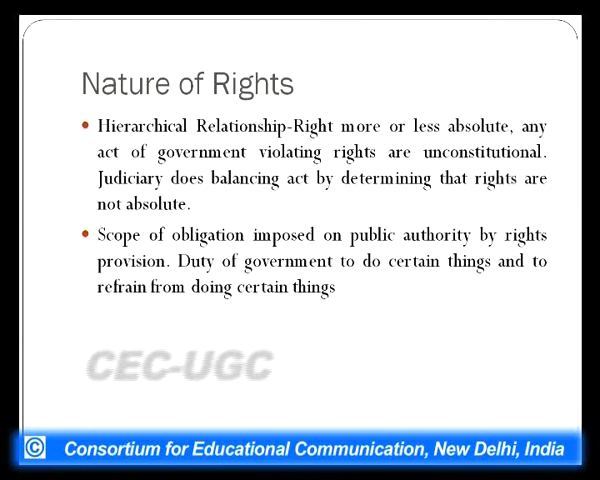 Nature of Rights
• Hierarchical Relationship-Right more or less absolute, any
act of government violating rights are unconstitutional.
Judiciary does balancing act by determining that rights are
not absolute.
• Scope of obligation imposed on public authority by rights
provision. Duty of government to do certain things and to
refrain from doing certain things
CEC-UGC
© Consortium for Educational Communication, New Delhi, India